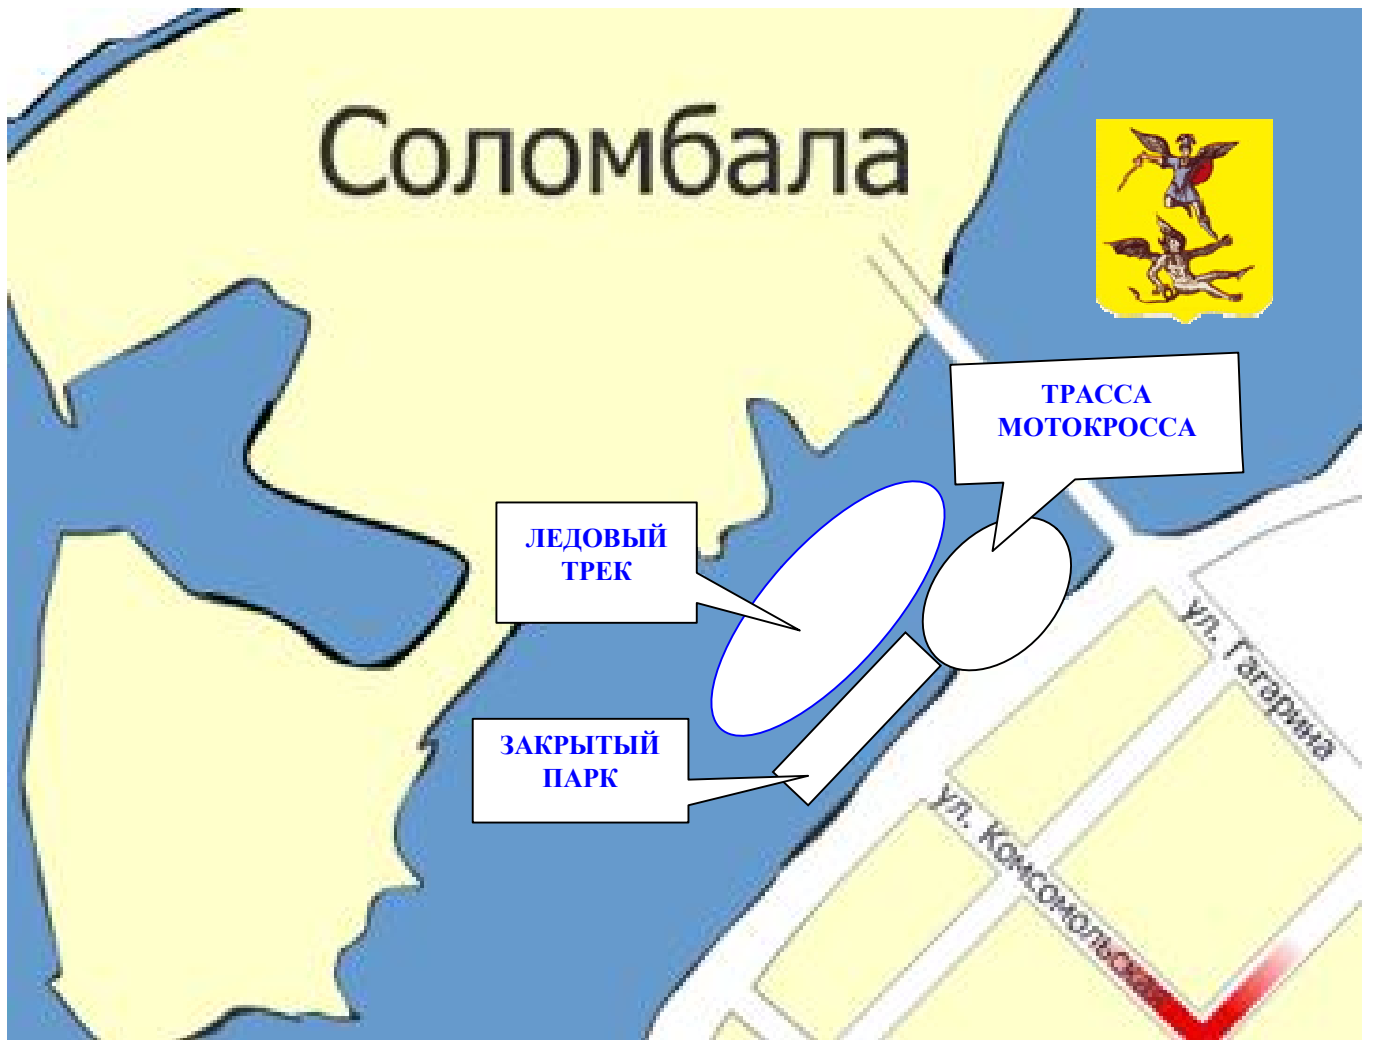 Соломбала
ТРАССА
МОТОКРОССА
ЛЕДОВЫЙ
ТРЕК
ЗАКРЫТЫЙ
ПАРК
ул. Гагарина
ул. Комсомольская